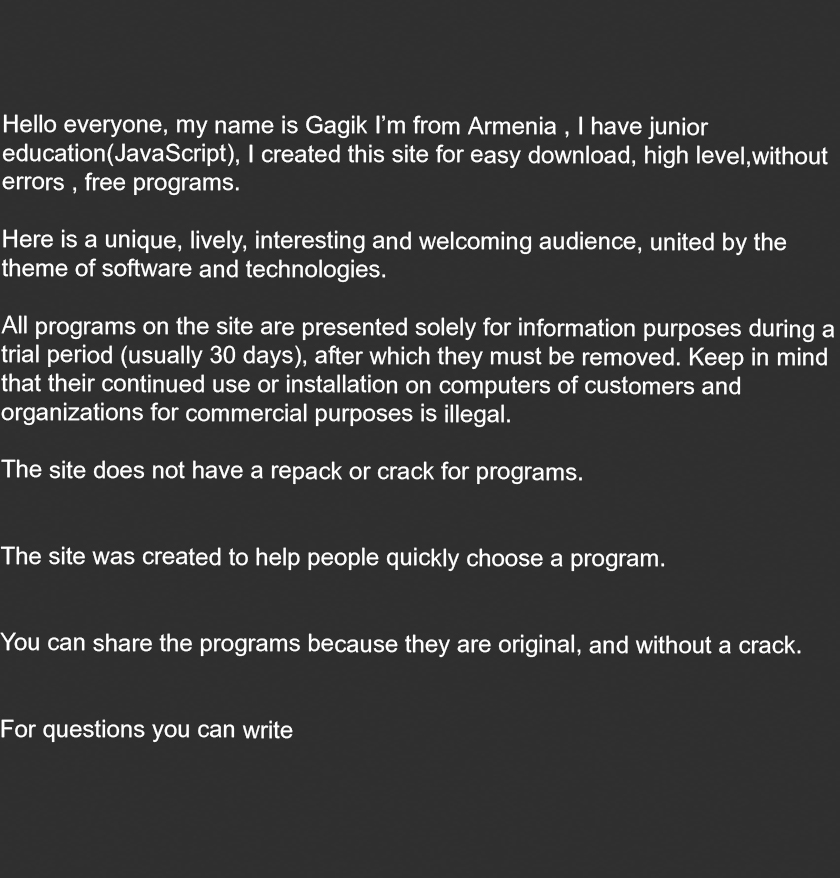 Hello everyone, my name is Gagik I'm from Armenia , I have junior
education(JavaScript), I created this site for easy download, high level,without
errors , free programs.
Here is a unique, lively, interesting and welcoming audience, united by the
theme of software and technologies.
All programs on the site are presented solely for information purposes during a
trial period (usually 30 days), after which they must be removed. Keep in mind
that their continued use or installation on computers of customers and
organizations for commercial purposes is illegal.
The site does not have a repack or crack for programs.
The site was created to help people quickly choose a program.
You can share the programs because they are original, and without a crack.
For questions you can write